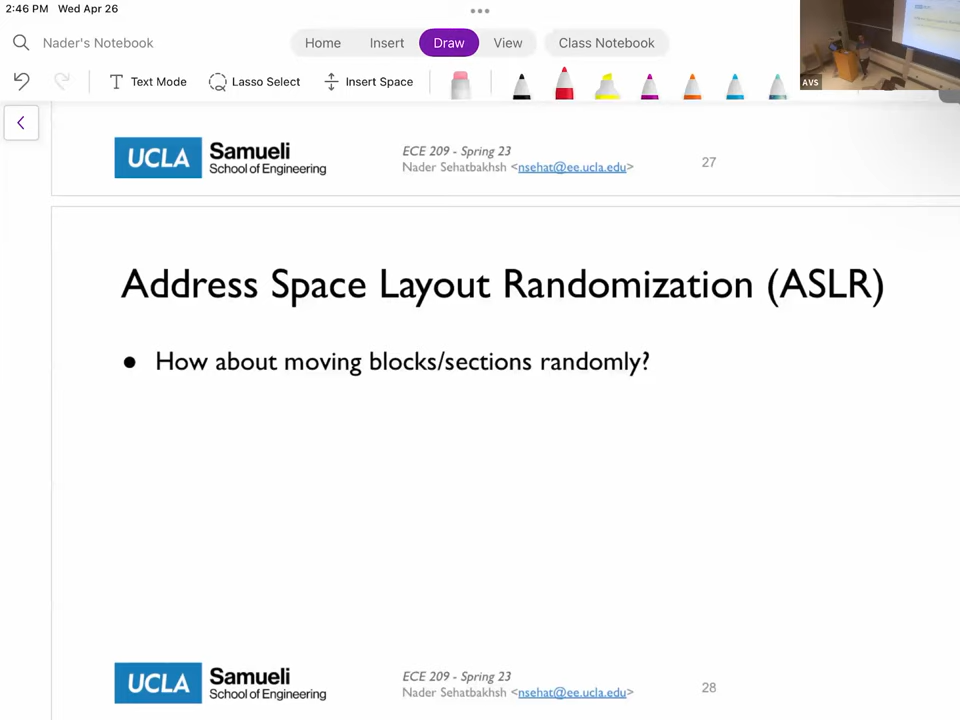 2:46 PM Wed Apr 26
Nader's Notebook
Home Insert Draw View Class Notebook
Text Mode Lasso Select Insert Space
AVS
UCLA Samueli School of Engineering
ECE 209 - Spring 23
Nader Sehatbakhsh <nsehat@ee.ucla.edu>
27
Address Space Layout Randomization (ASLR)
● How about moving blocks/sections randomly?
UCLA Samueli School of Engineering
ECE 209 - Spring 23
Nader Sehatbakhsh <nsehat@ee.ucla.edu>
28